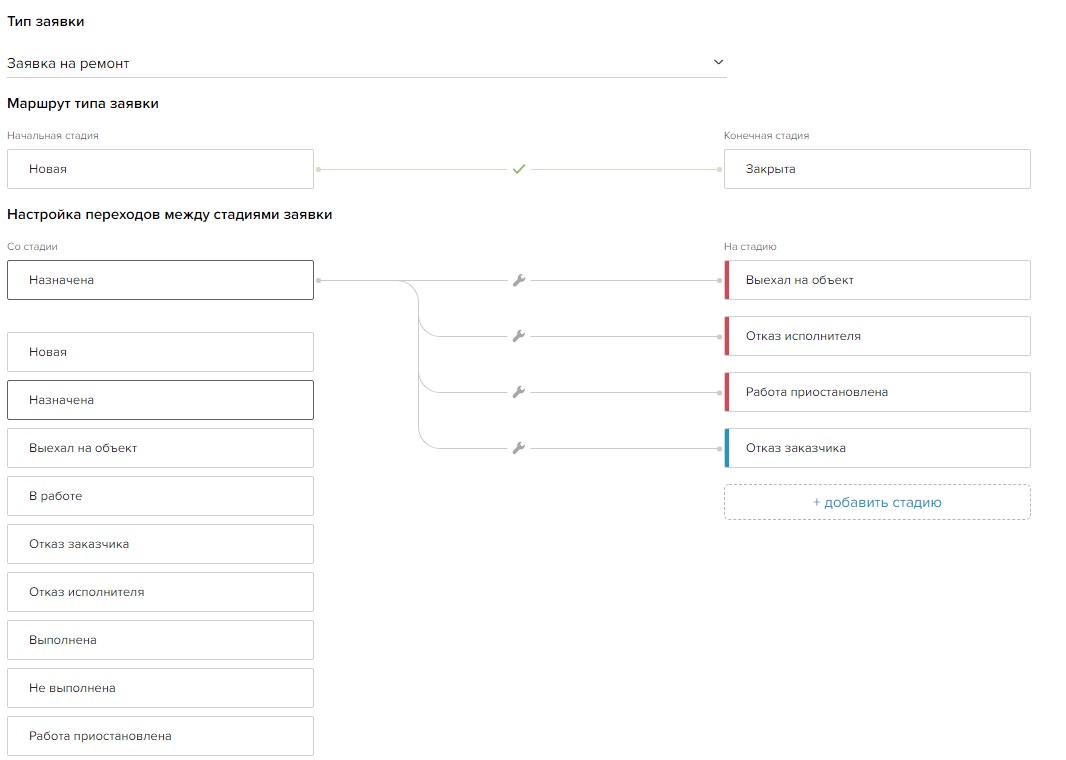 Тип заявки
Заявка на ремонт
Маршрут типа заявки
Начальная стадия
Конечная стадия
Новая
Закрыта
Настройка переходов между стадиями заявки
Со стадии
На стадию
Назначена
Выехал на объект
Отказ исполнителя
Новая
Работа приостановлена
Назначена
Выехал на объект
Отказ заказчика
В работе
+ добавить стадию
Отказ заказчика
Отказ исполнителя
Выполнена
Не выполнена
Работа приостановлена